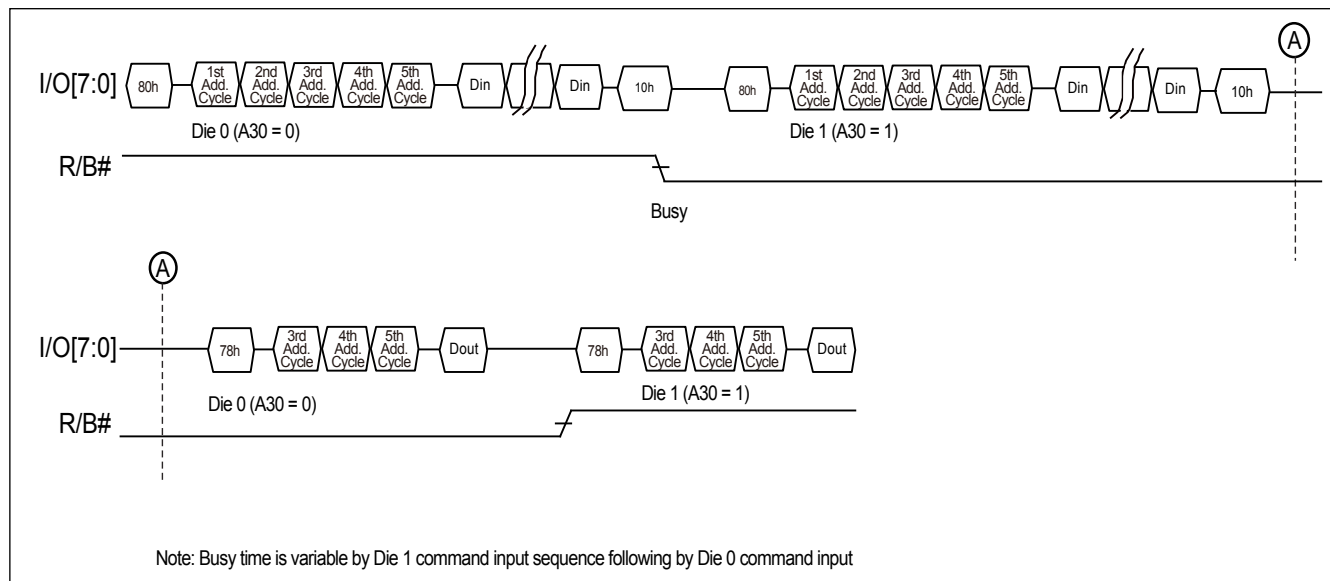 A
I/O[7:0] 80h 1st Add. Cycle 2nd Add. Cycle 3rd Add. Cycle 4th Add. Cycle 5th Add. Cycle Din Din 10h 80h 1st Add. Cycle 2nd Add. Cycle 3rd Add. Cycle 4th Add. Cycle 5th Add. Cycle Din Din 10h
Die 0 (A30 = 0) Die 1 (A30 = 1)
R/B#
Busy
A
I/O[7:0] 78h 3rd Add. Cycle 4th Add. Cycle 5th Add. Cycle Dout 78h 3rd Add. Cycle 4th Add. Cycle 5th Add. Cycle Dout
Die 0 (A30 = 0) Die 1 (A30 = 1)
R/B#
Note: Busy time is variable by Die 1 command input sequence following by Die 0 command input